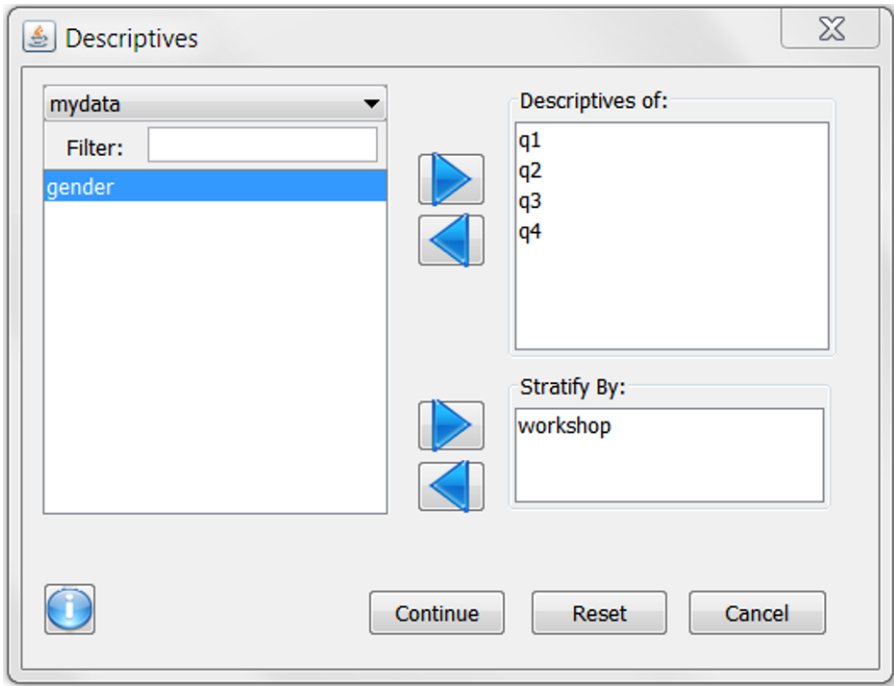 Descriptives
mydata
Filter:
gender
Descriptives of:
q1
q2
q3
q4
Stratify By:
workshop
Continue
Reset
Cancel